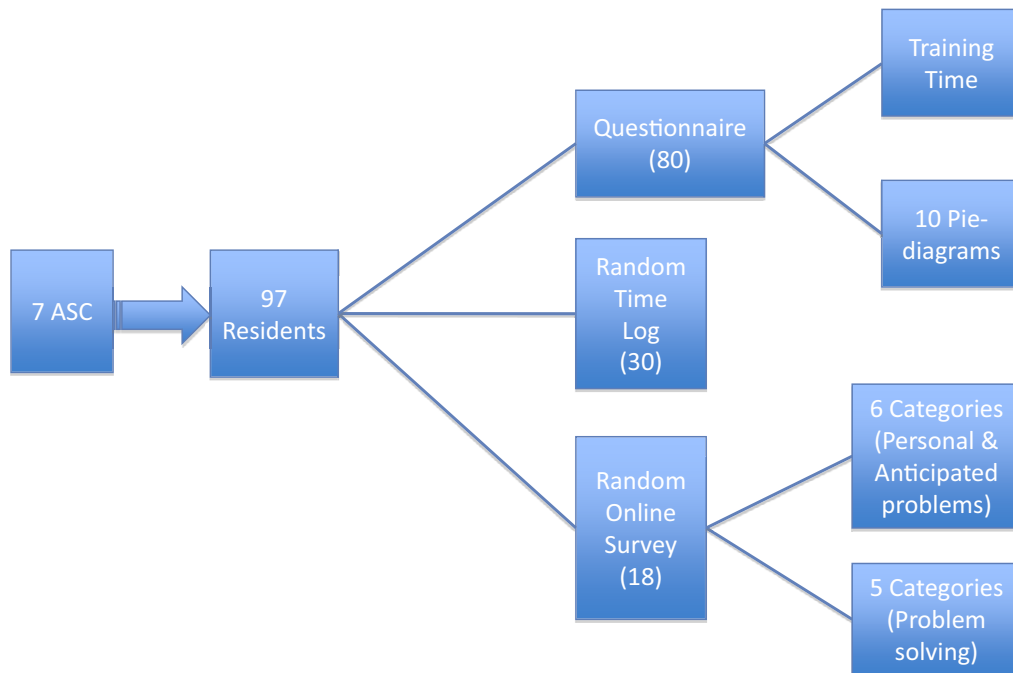 7 ASC
97
Residents
Questionnaire
(80)
Training
Time
10 Pie-
diagrams
Random
Time
Log
(30)
Random
Online
Survey
(18)
6 Categories
(Personal &
Anticipated
problems)
5 Categories
(Problem
solving)